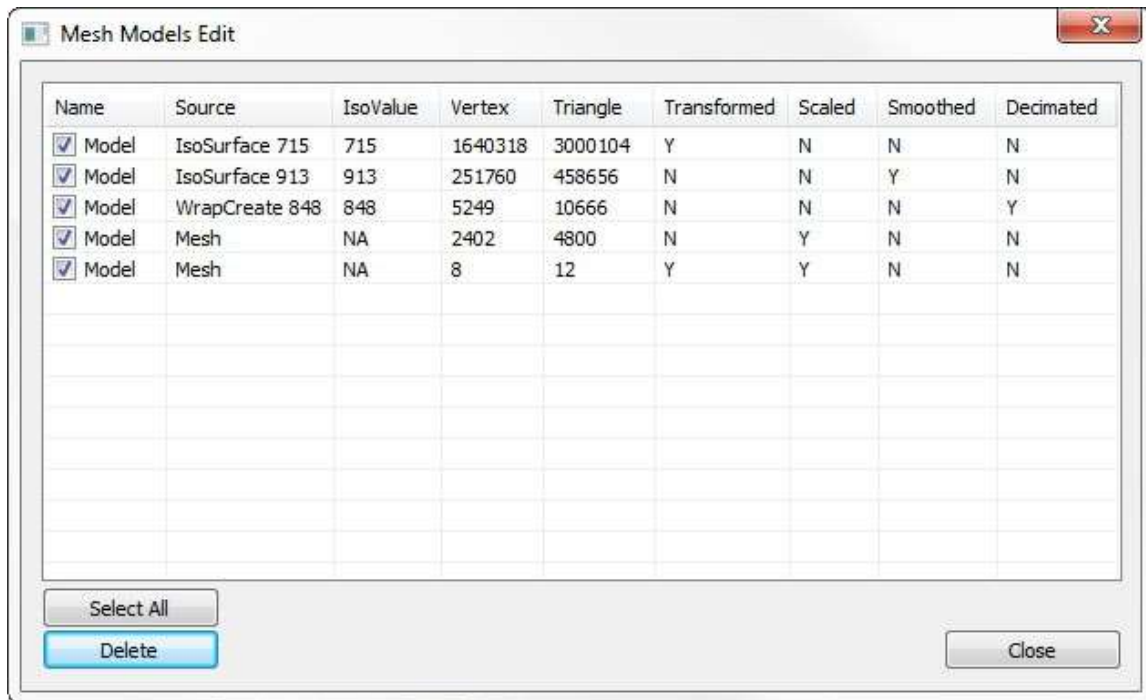 Mesh Models Edit
Name Source IsoValue Vertex Triangle Transformed Scaled Smoothed Decimated
Model IsoSurface 715 715 1640318 3000104 Y N N N
Model IsoSurface 913 913 251760 458656 N N Y N
Model WrapCreate 848 848 5249 10666 N N N Y
Model Mesh NA 2402 4800 N Y N N
Model Mesh NA 8 12 Y Y N N
Select All
Delete Close